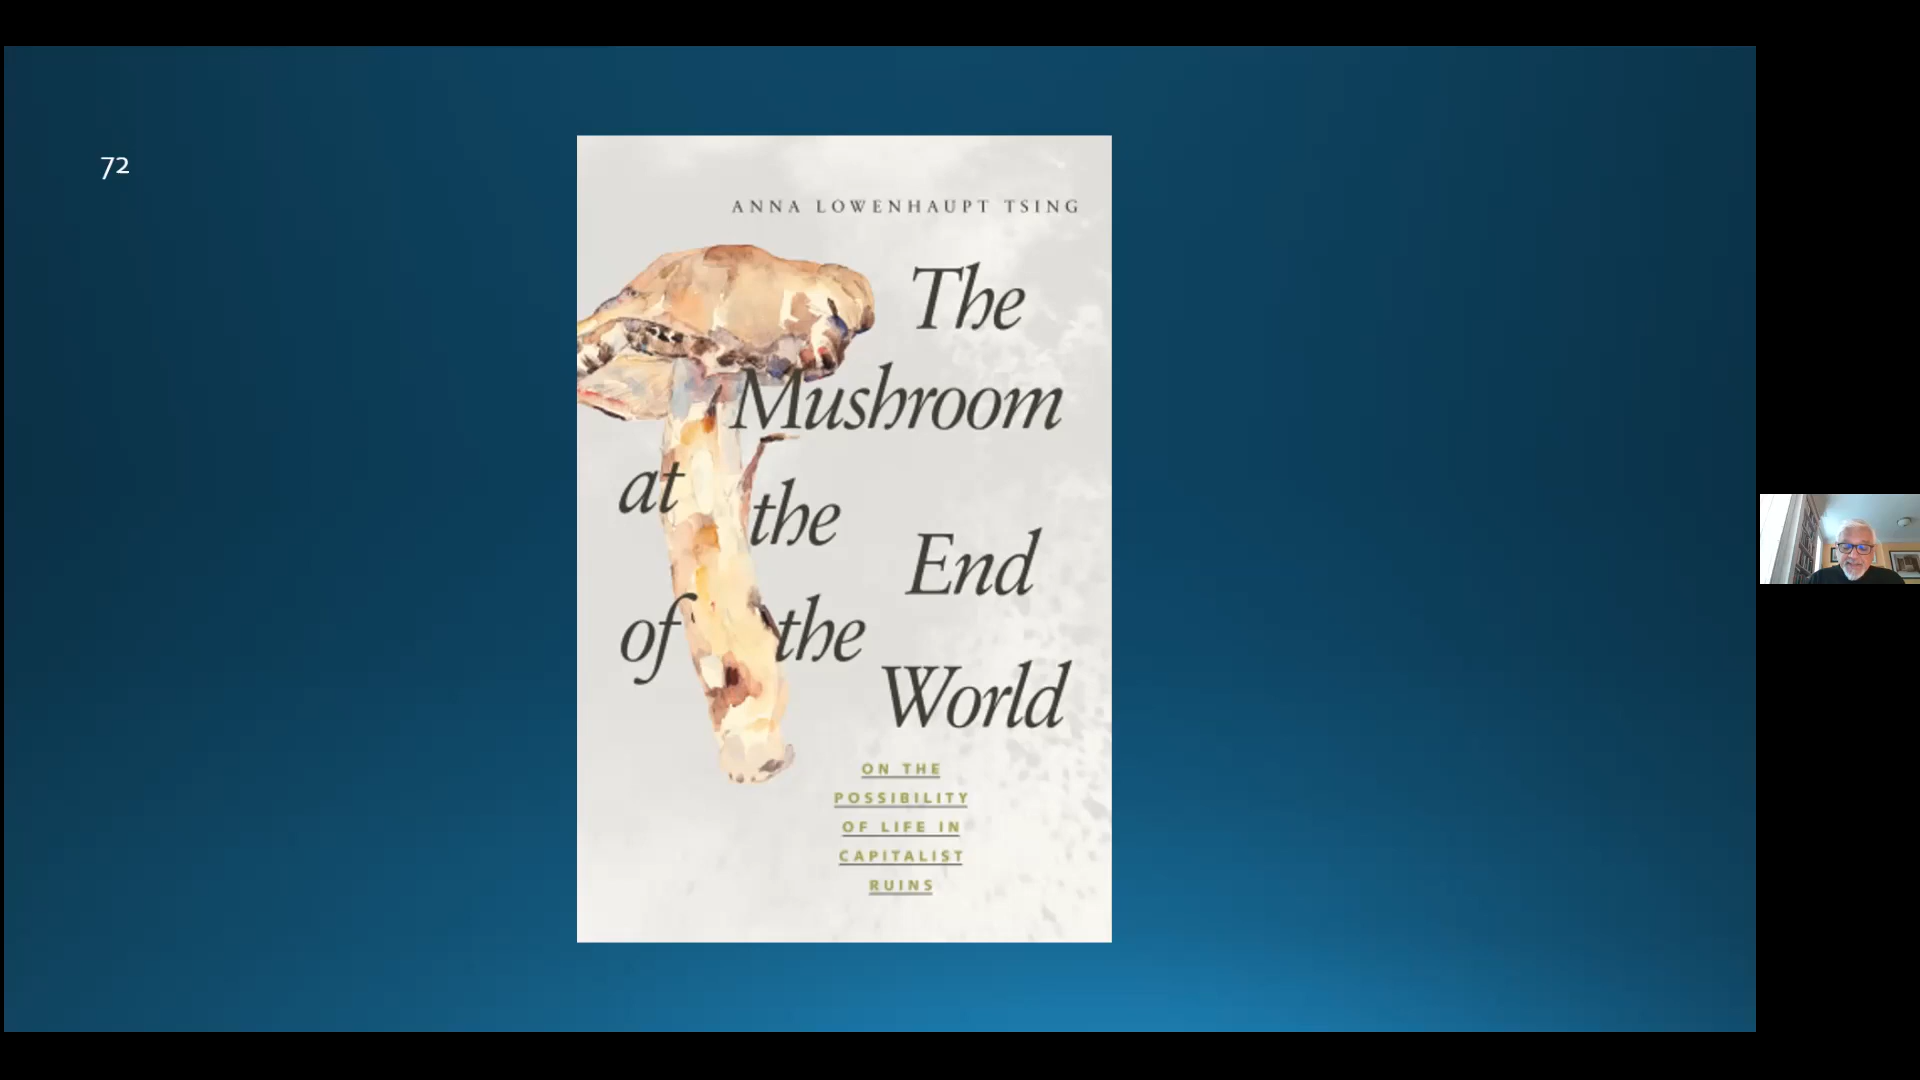 72
ANNA LOWENHAUPT TSING
The
Mushroom
at the
End
of the
World
ON THE
POSSIBILITY
OF LIFE IN
CAPITALIST
RUINS